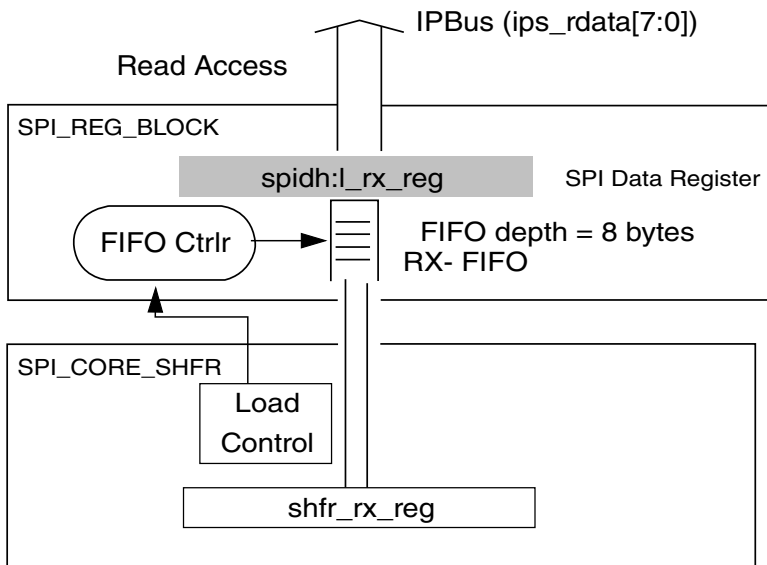 IPBus (ips_rdata[7:0])
Read Access
SPI_REG_BLOCK
spidh:l_rx_reg
SPI Data Register
FIFO Ctrlr
FIFO depth = 8 bytes
RX- FIFO
SPI_CORE_SHFR
Load
Control
shfr_rx_reg